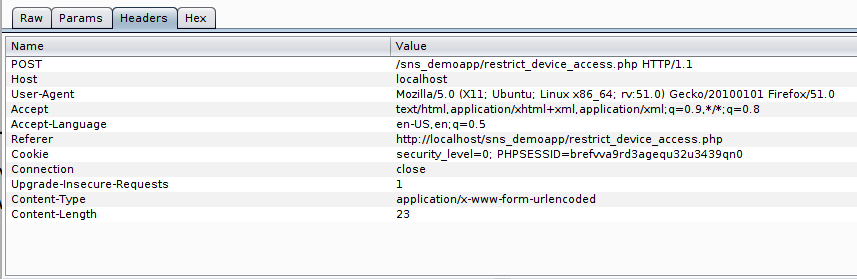 Raw Params Headers Hex
Name Value
POST /sns_demoapp/restrict_device_access.php HTTP/1.1
Host localhost
User-Agent Mozilla/5.0 (X11; Ubuntu; Linux x86_64; rv:51.0) Gecko/20100101 Firefox/51.0
Accept text/html,application/xhtml+xml,application/xml;q=0.9,*/*;q=0.8
Accept-Language en-US,en;q=0.5
Referer http://localhost/sns_demoapp/restrict_device_access.php
Cookie security_level=0; PHPSESSID=brefvva9rd3agequ32u3439qn0
Connection close
Upgrade-Insecure-Requests 1
Content-Type application/x-www-form-urlencoded
Content-Length 23